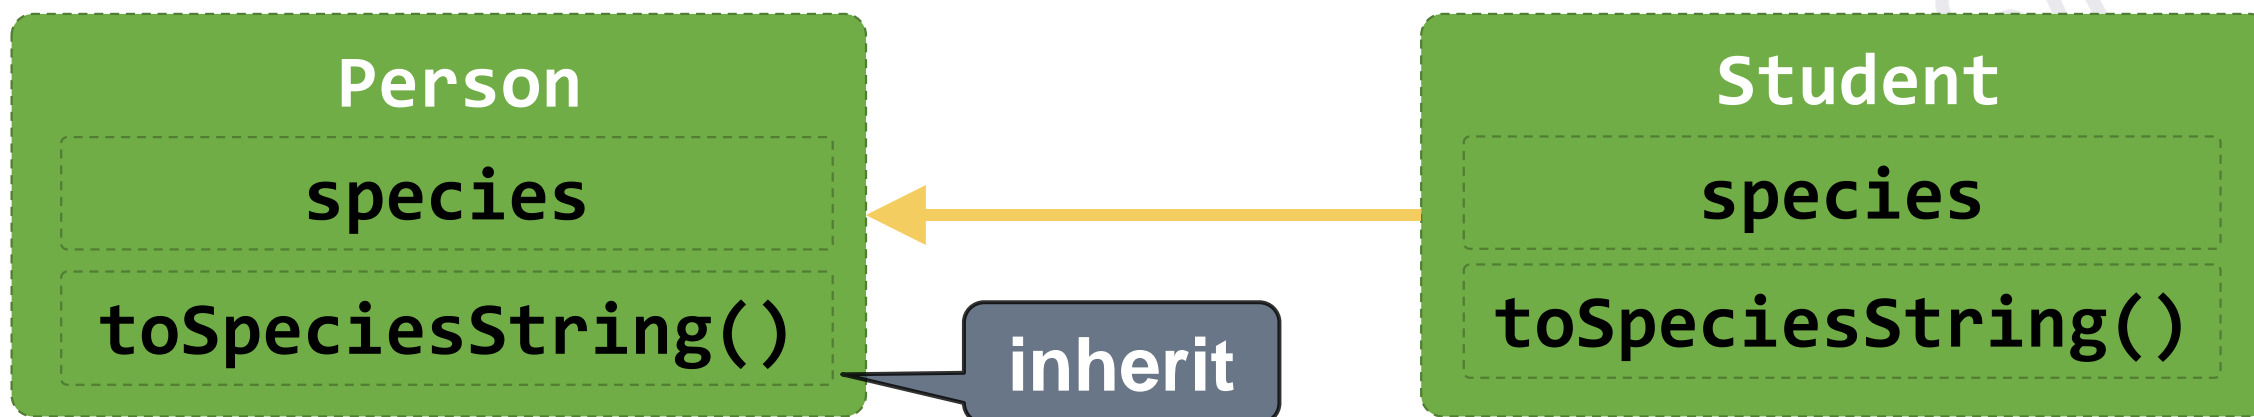 Person
species
toSpeciesString()
inherit
Student
species
toSpeciesString()